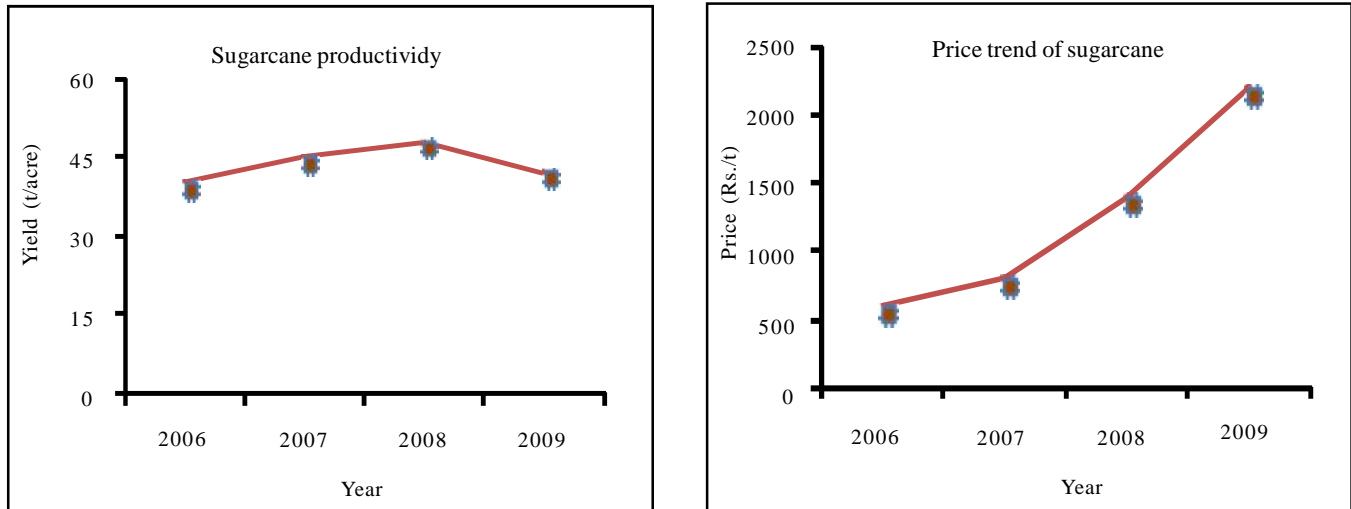 Sugarcane productividy
60
45
30
15
0
Yield (t/acre)
2006 2007 2008 2009
Year
Price trend of sugarcane
2500
2000
1500
1000
500
0
Price (Rs./t)
2006 2007 2008 2009
Year